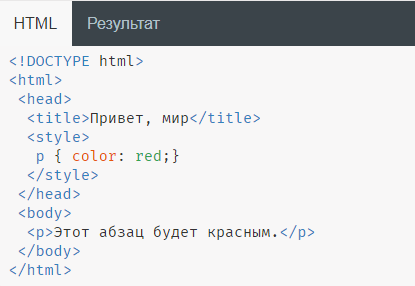 HTML Результат
<!DOCTYPE html>
<html>
<head>
<title>Привет, мир</title>
<style>
p { color: red;}
</style>
</head>
<body>
<p>Этот абзац будет красным.</p>
</body>
</html>